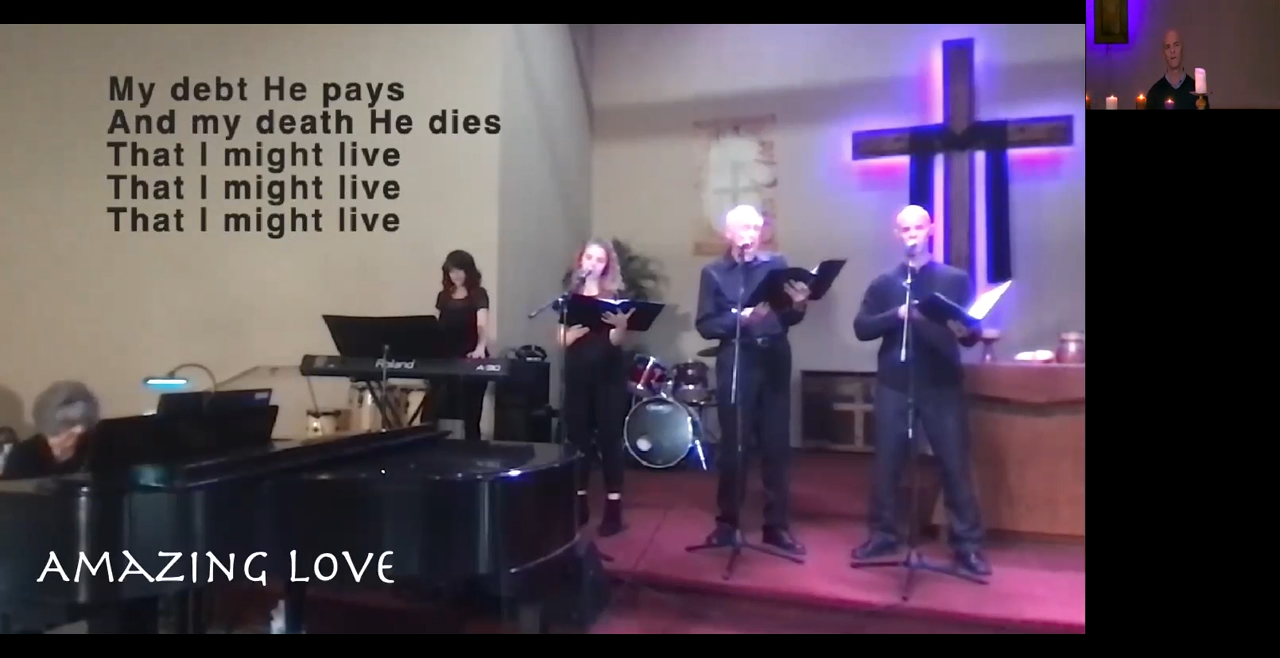 My debt He pays
And my death He dies
That I might live
That I might live
That I might live
Roland
A-90
AMAZING LOVE